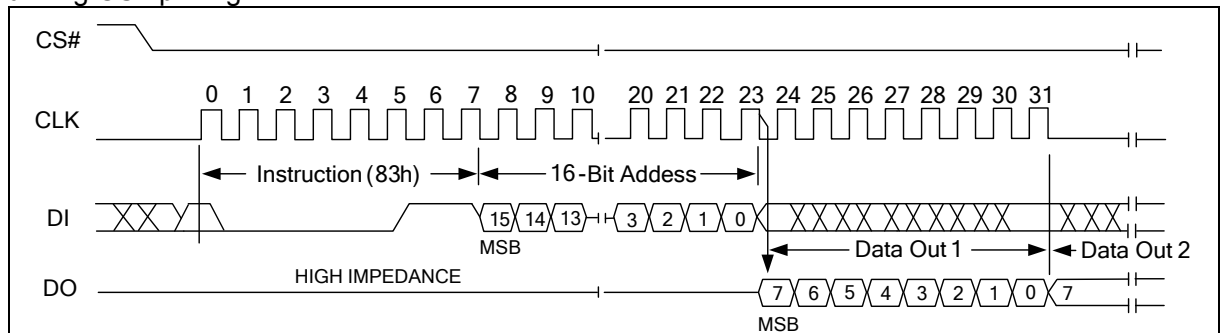 CS#
0 1 2 3 4 5 6 7 8 9 10 20 21 22 23 24 25 26 27 28 29 30 31
CLK
Instruction (83h) 16-Bit Addess
DI 15 14 13 3 2 1 0
MSB Data Out 1 Data Out 2
HIGH IMPEDANCE
DO 7 6 5 4 3 2 1 0 7
MSB